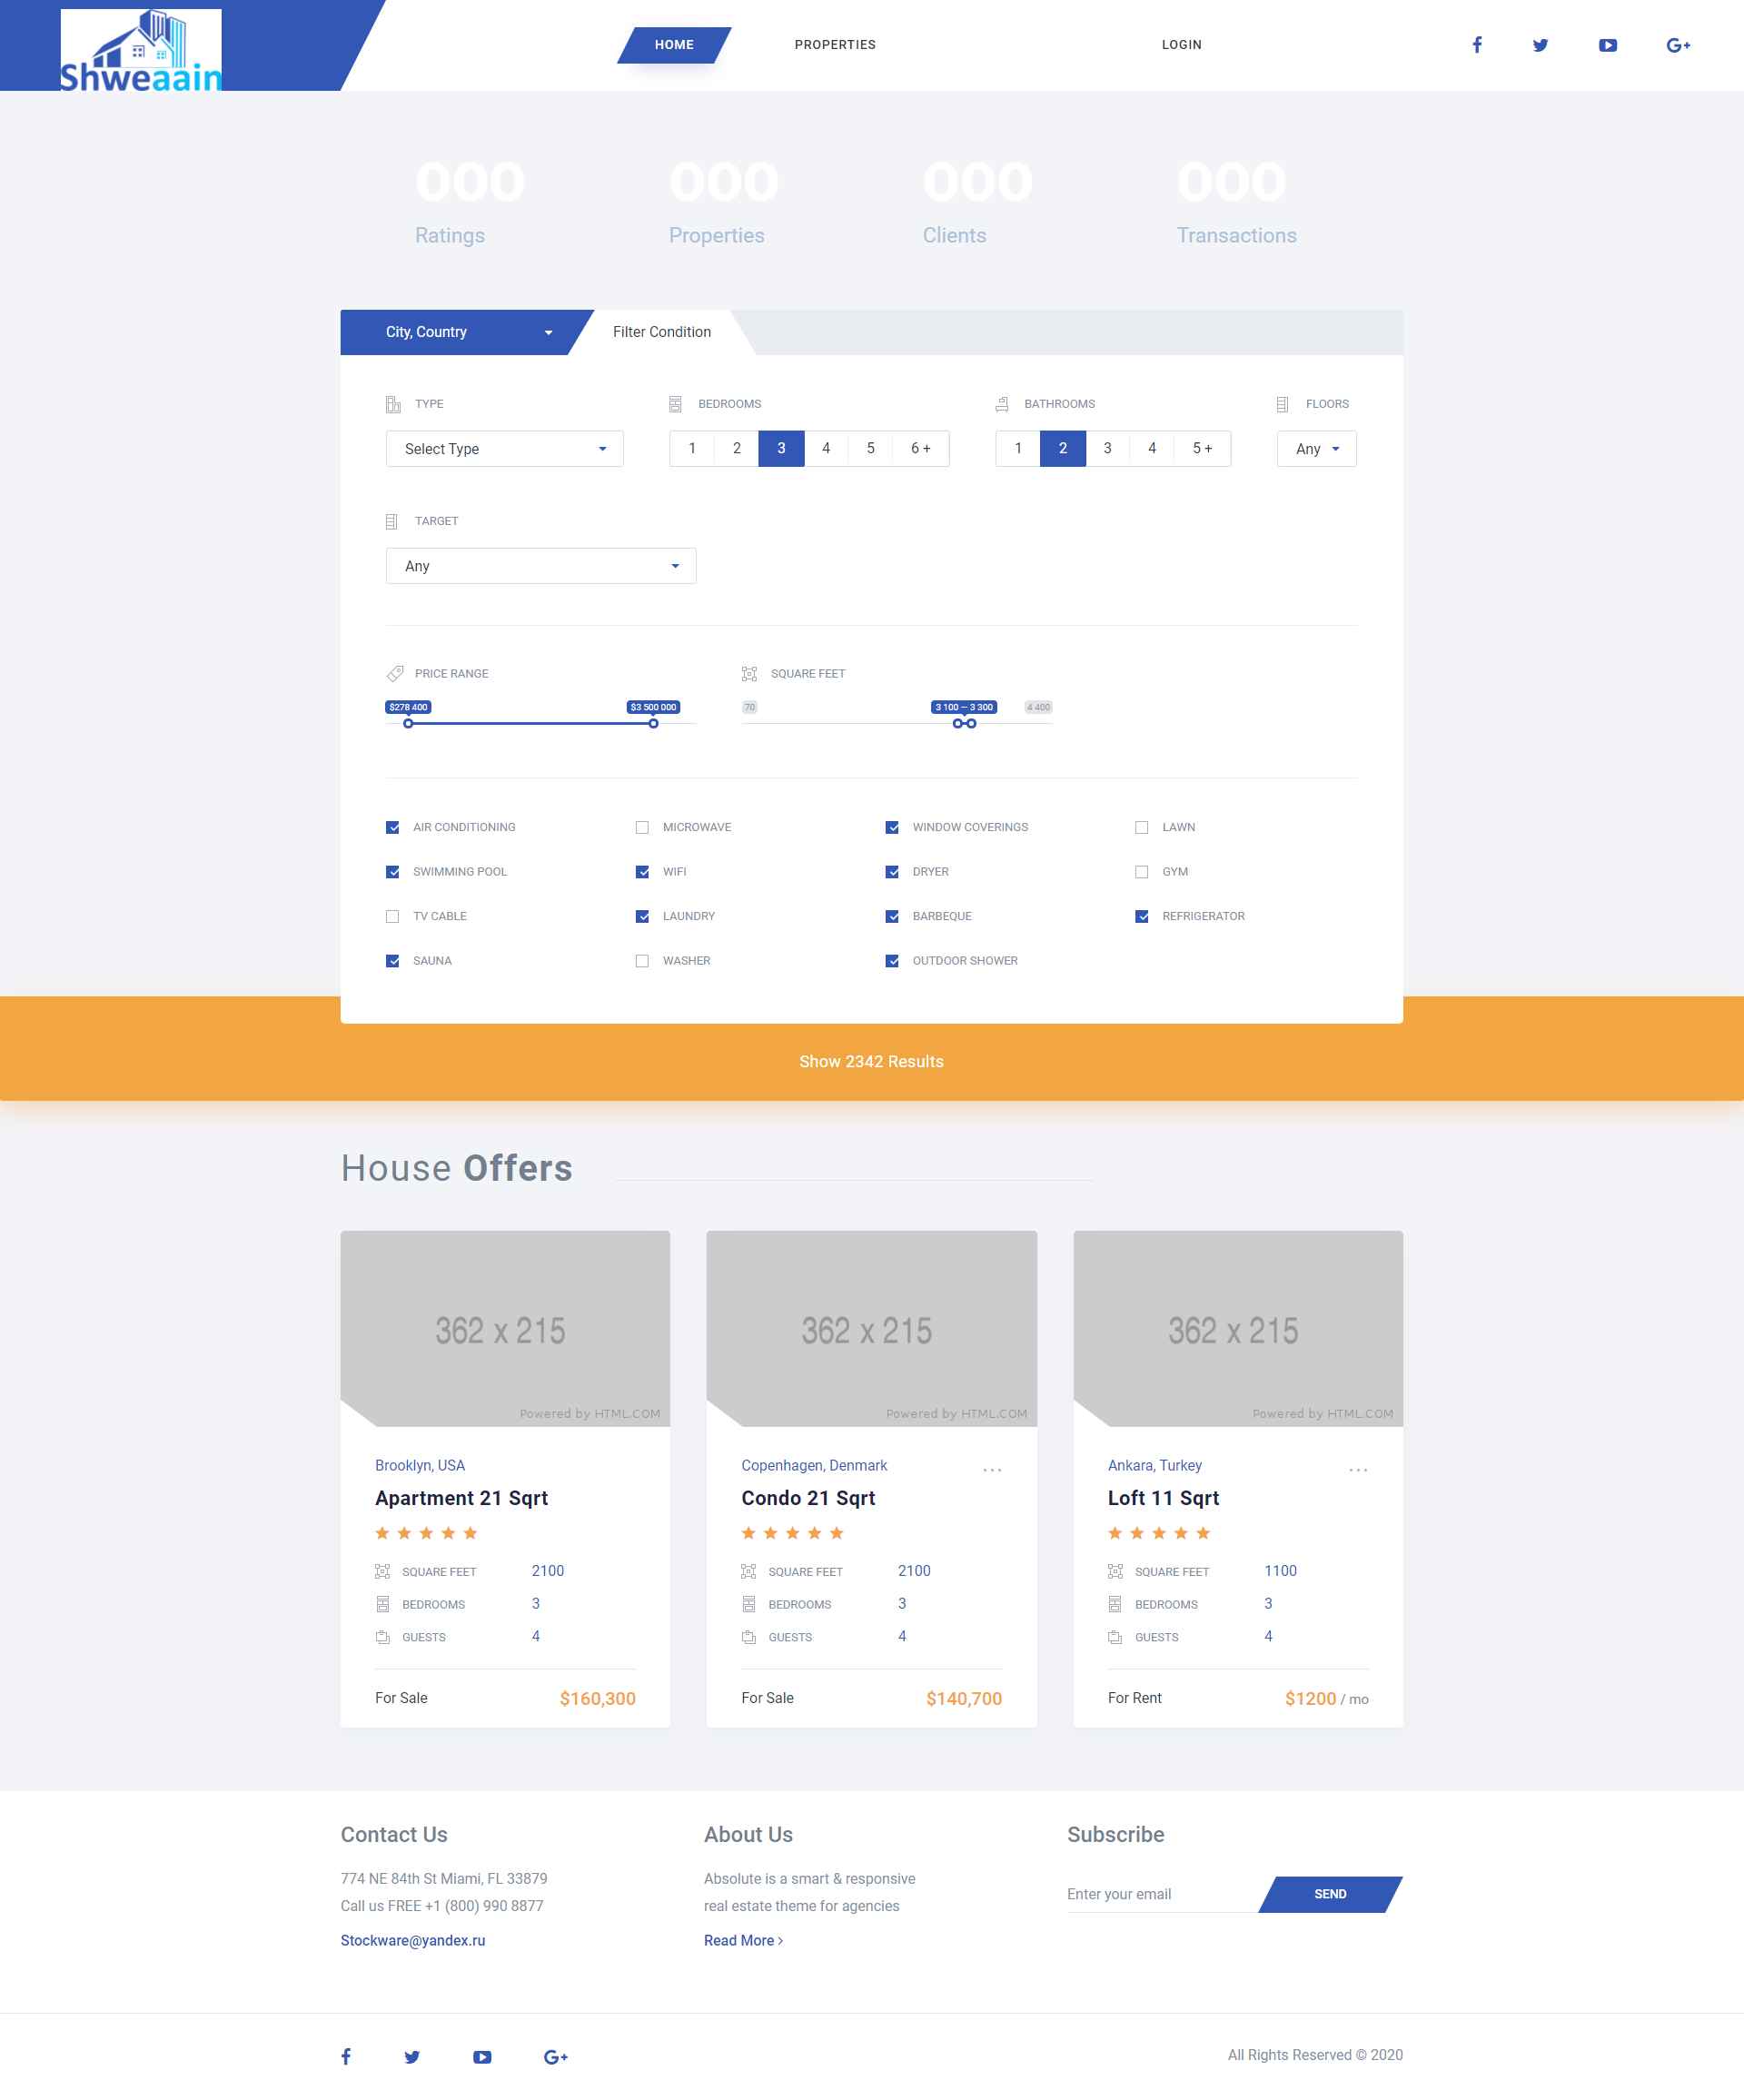 Shweaain
HOME
PROPERTIES
LOGIN
000
000
000
000
Ratings
Properties
Clients
Transactions
City, Country
Filter Condition
TYPE
BEDROOMS
BATHROOMS
FLOORS
Select Type
1 2 3 4 5 6 +
1 2 3 4 5 +
Any
TARGET
Any
PRICE RANGE
SQUARE FEET
$278 400
$3 500 000
70
3 100 — 3 300
4 400
AIR CONDITIONING
MICROWAVE
WINDOW COVERINGS
LAWN
SWIMMING POOL
WIFI
DRYER
GYM
TV CABLE
LAUNDRY
BARBEQUE
REFRIGERATOR
SAUNA
WASHER
OUTDOOR SHOWER
Show 2342 Results
House Offers
362 x 215
Powered by HTML.COM
Brooklyn, USA
Apartment 21 Sqrt
SQUARE FEET 2100
BEDROOMS 3
GUESTS 4
For Sale $160,300
362 x 215
Powered by HTML.COM
Copenhagen, Denmark
Condo 21 Sqrt
SQUARE FEET 2100
BEDROOMS 3
GUESTS 4
For Sale $140,700
362 x 215
Powered by HTML.COM
Ankara, Turkey
Loft 11 Sqrt
SQUARE FEET 1100
BEDROOMS 3
GUESTS 4
For Rent $1200 / mo
Contact Us
774 NE 84th St Miami, FL 33879
Call us FREE +1 (800) 990 8877
Stockware@yandex.ru
About Us
Absolute is a smart & responsive
real estate theme for agencies
Read More
Subscribe
Enter your email
SEND
All Rights Reserved © 2020